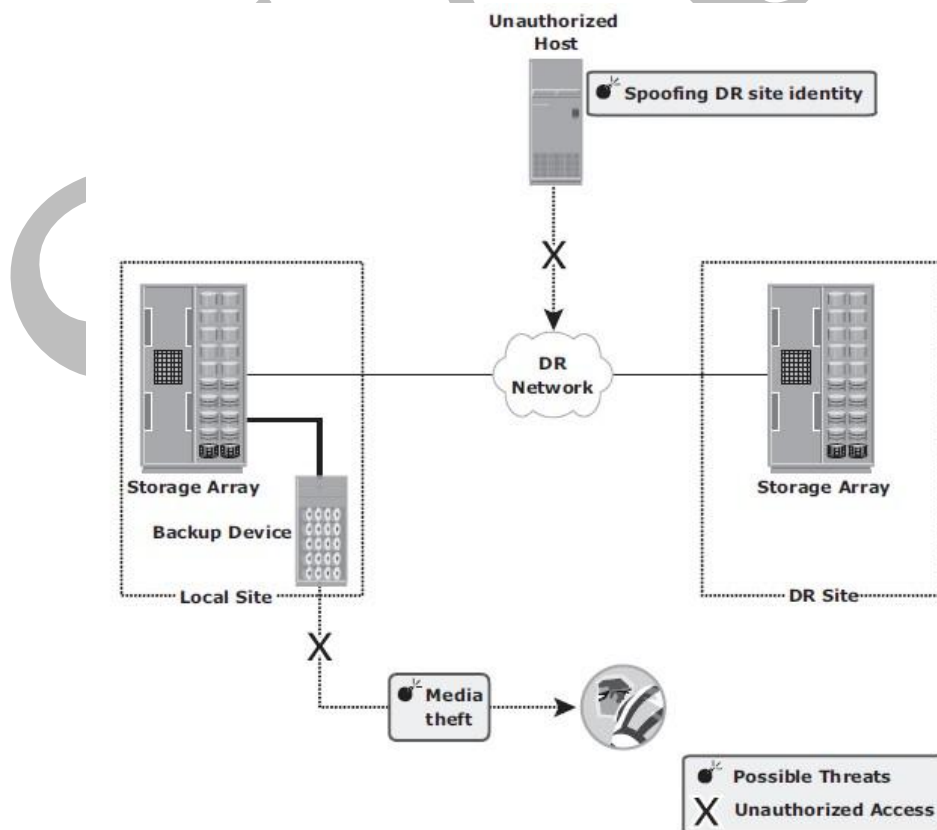 Unauthorized
Host
Spoofing DR site identity
X
DR
Network
Storage Array
Storage Array
Backup Device
Local Site
DR Site
X
Media
theft
Possible Threats
X Unauthorized Access